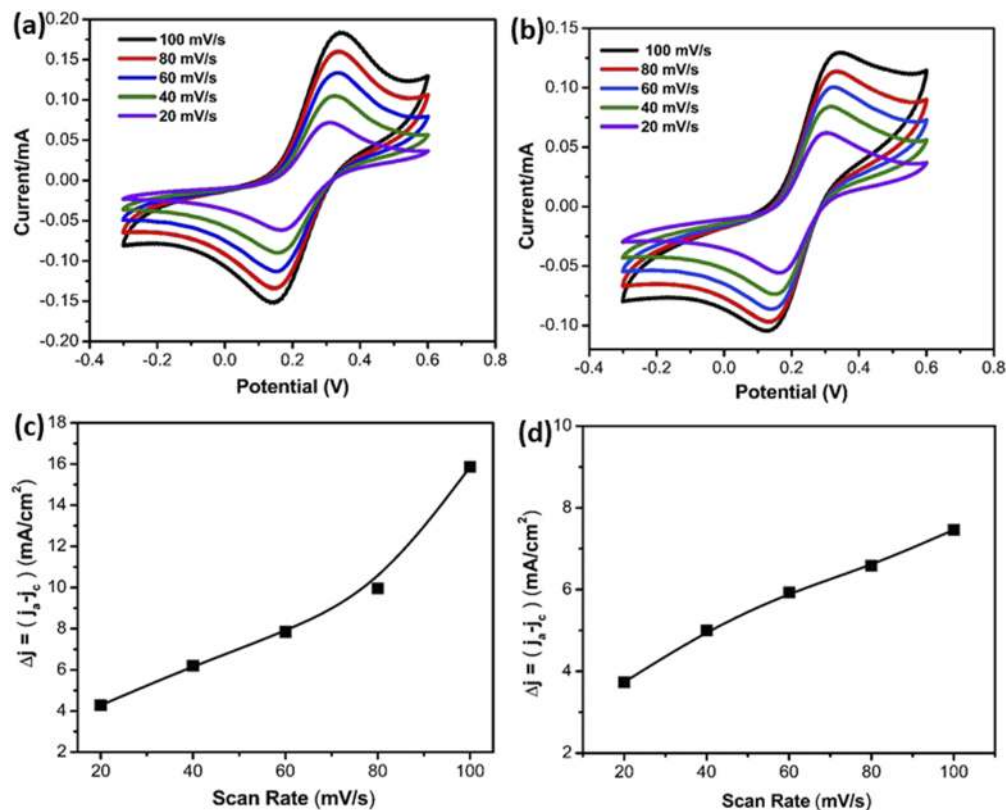 (a)
100 mV/s
80 mV/s
60 mV/s
40 mV/s
20 mV/s
0.20
0.15
0.10
0.05
0.00
-0.05
-0.10
-0.15
-0.20
Current/mA
-0.4 -0.2 0.0 0.2 0.4 0.6 0.8
Potential (V)
(b)
100 mV/s
80 mV/s
60 mV/s
40 mV/s
20 mV/s
0.15
0.10
0.05
0.00
-0.05
-0.10
Current/mA
-0.4 -0.2 0.0 0.2 0.4 0.6 0.8
Potential (V)
(c)
18
16
14
12
10
8
6
4
2
Δj = ( jₐ-j꜀ ) (mA/cm²)
20 40 60 80 100
Scan Rate (mV/s)
(d)
10
8
6
4
2
Δj = ( jₐ-j꜀ ) (mA/cm²)
20 40 60 80 100
Scan Rate (mV/s)